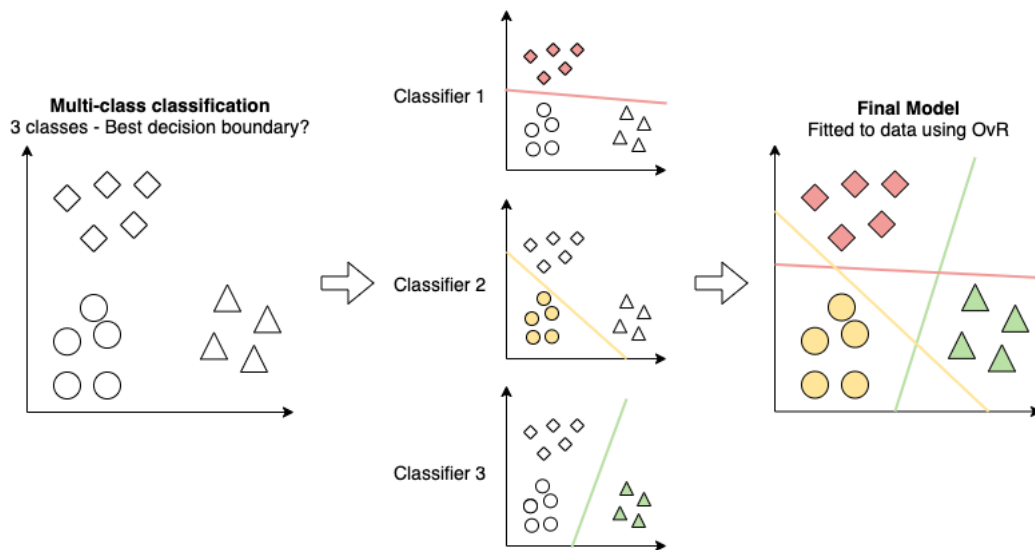 Multi-class classification
3 classes - Best decision boundary?
Classifier 1
Classifier 2
Classifier 3
Final Model
Fitted to data using OvR